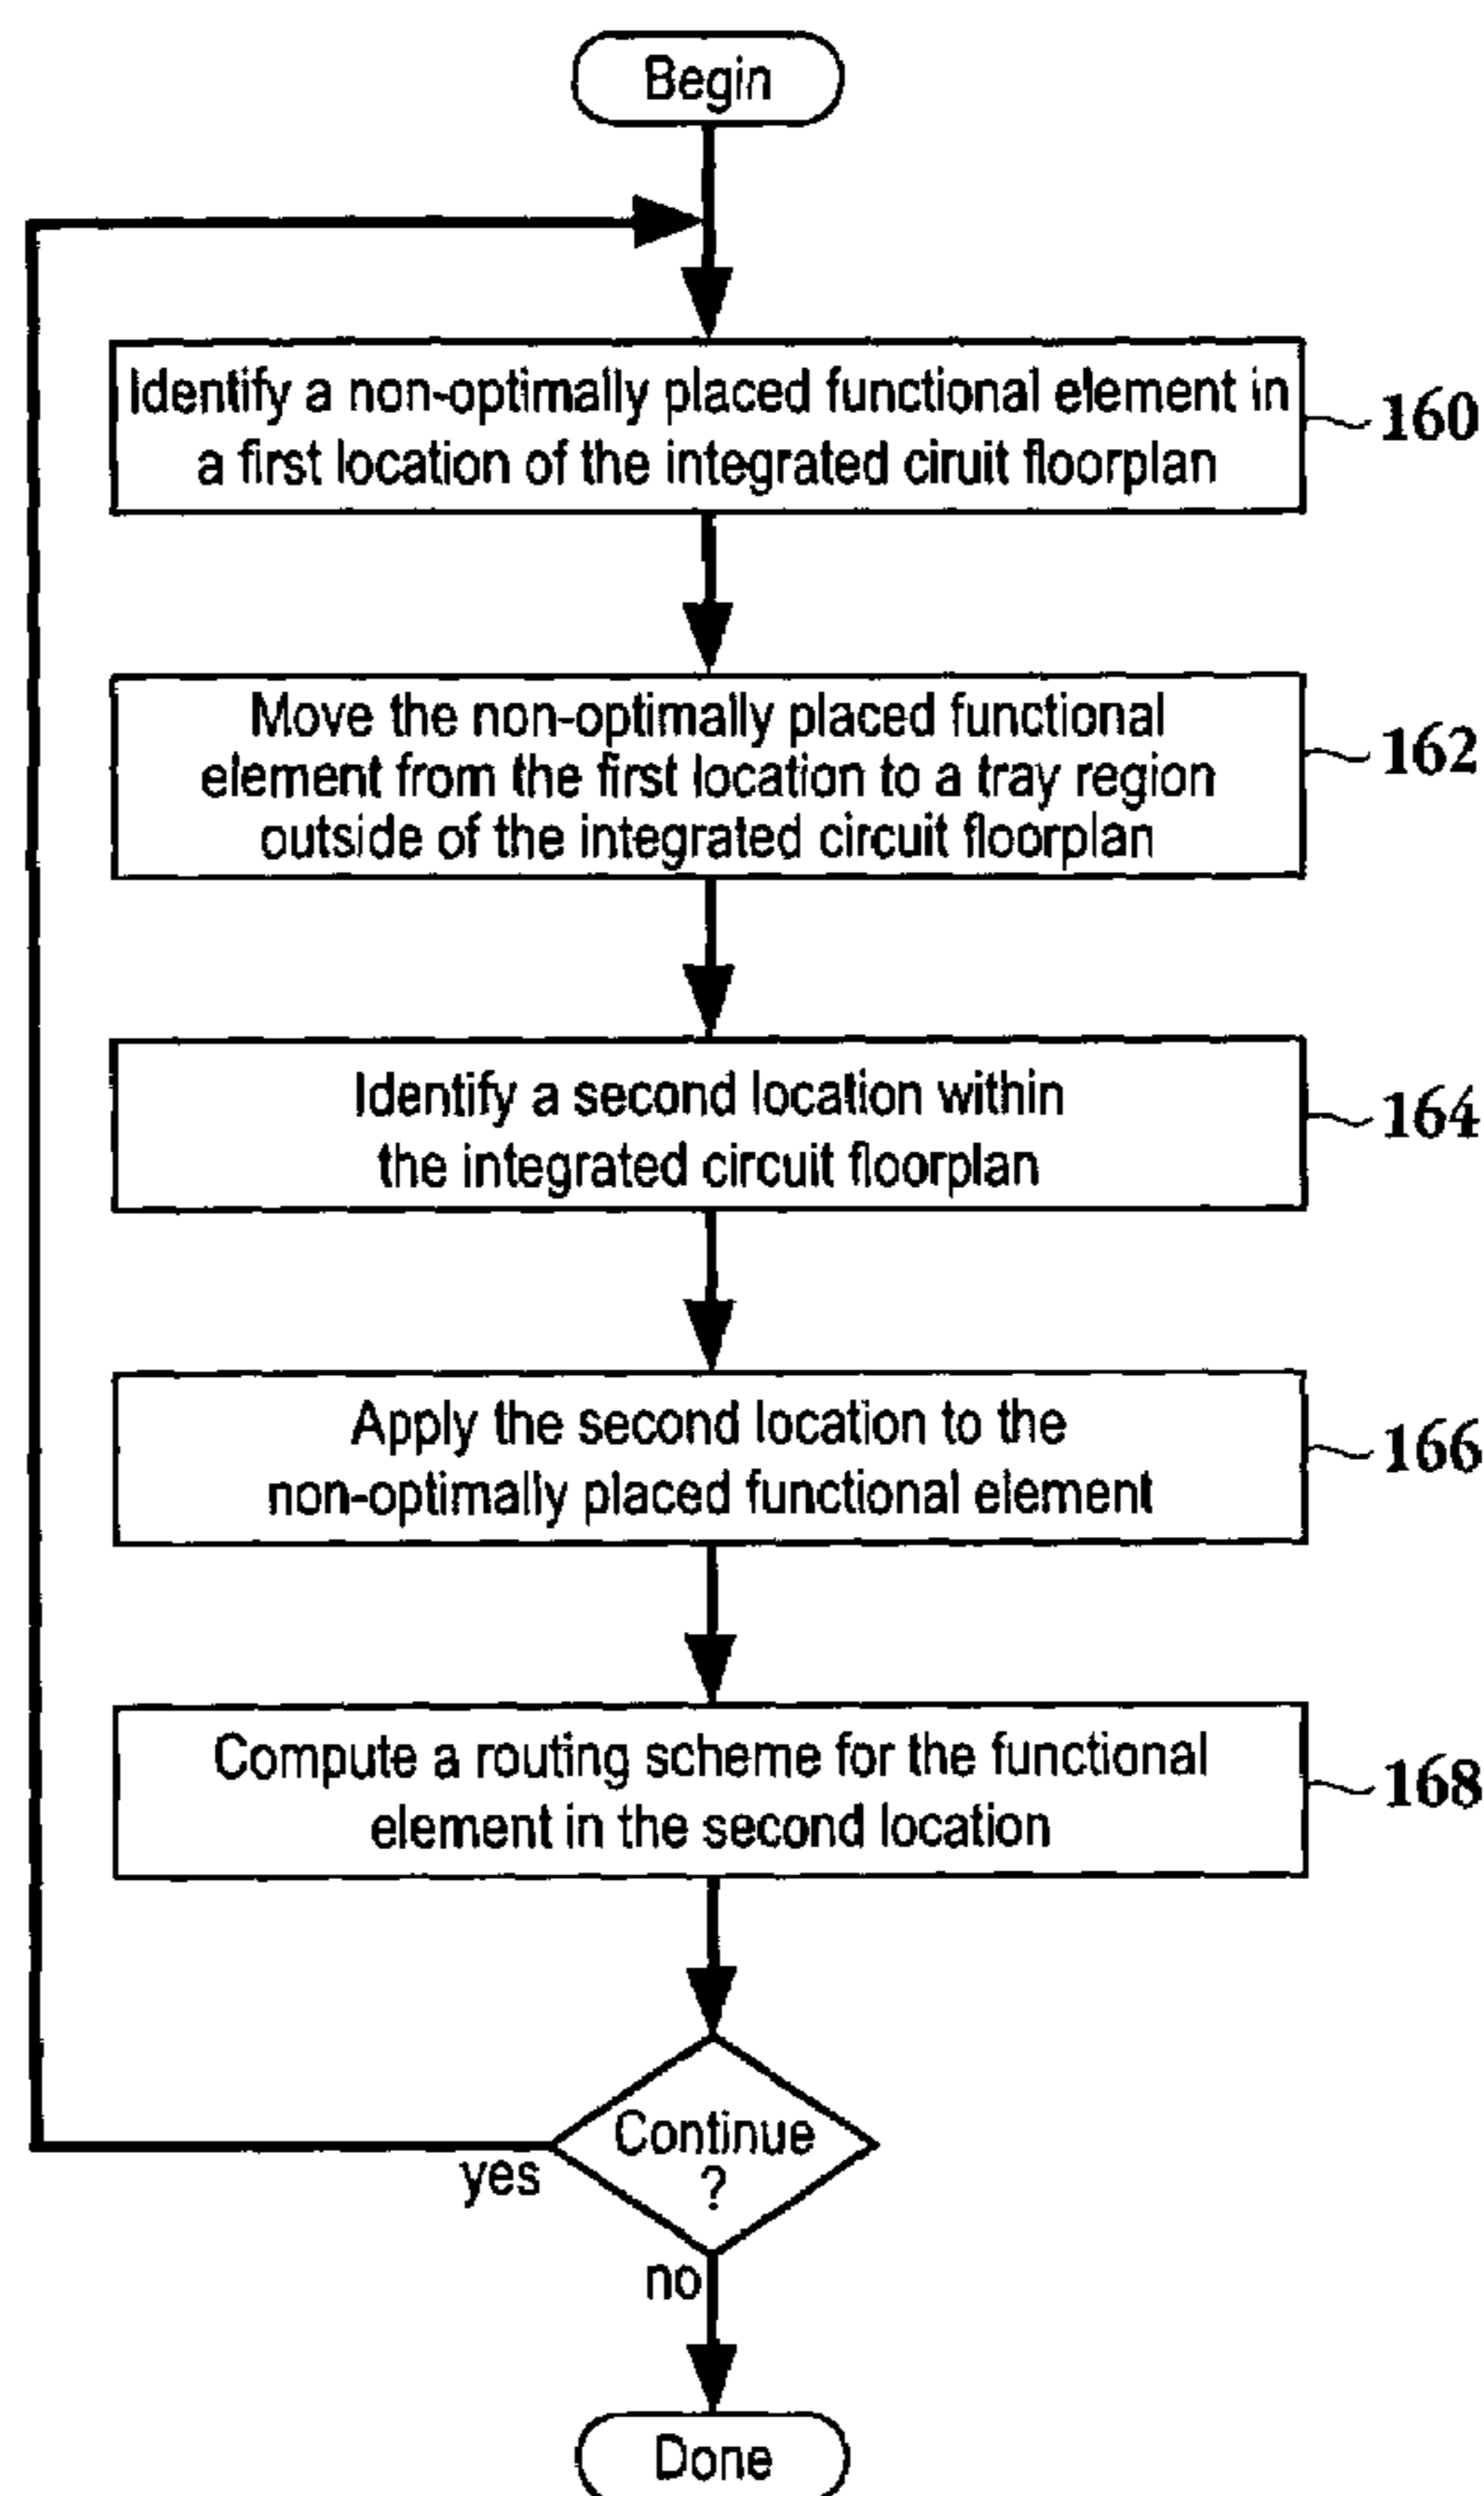 Begin
Identify a non-optimally placed functional element in
a first location of the integrated ciruit floorplan
160
Move the non-optimally placed functional
element from the first location to a tray region
outside of the integrated circuit floorplan
162
Identify a second location within
the integrated circuit floorplan
164
Apply the second location to the
non-optimally placed functional element
166
Compute a routing scheme for the functional
element in the second location
168
Continue
?
yes
no
Done